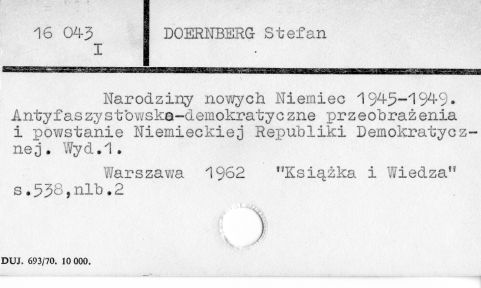 16 043
I
DOERNBERG Stefan
Narodziny nowych Niemiec 1945-1949.
Antyfaszystowsko-demokratyczne przeobrażenia
i powstanie Niemieckiej Republiki Demokratycz-
nej. Wyd.1.
Warszawa 1962 "Książka i Wiedza"
s.538,nlb.2
DUJ. 693/70. 10 000.